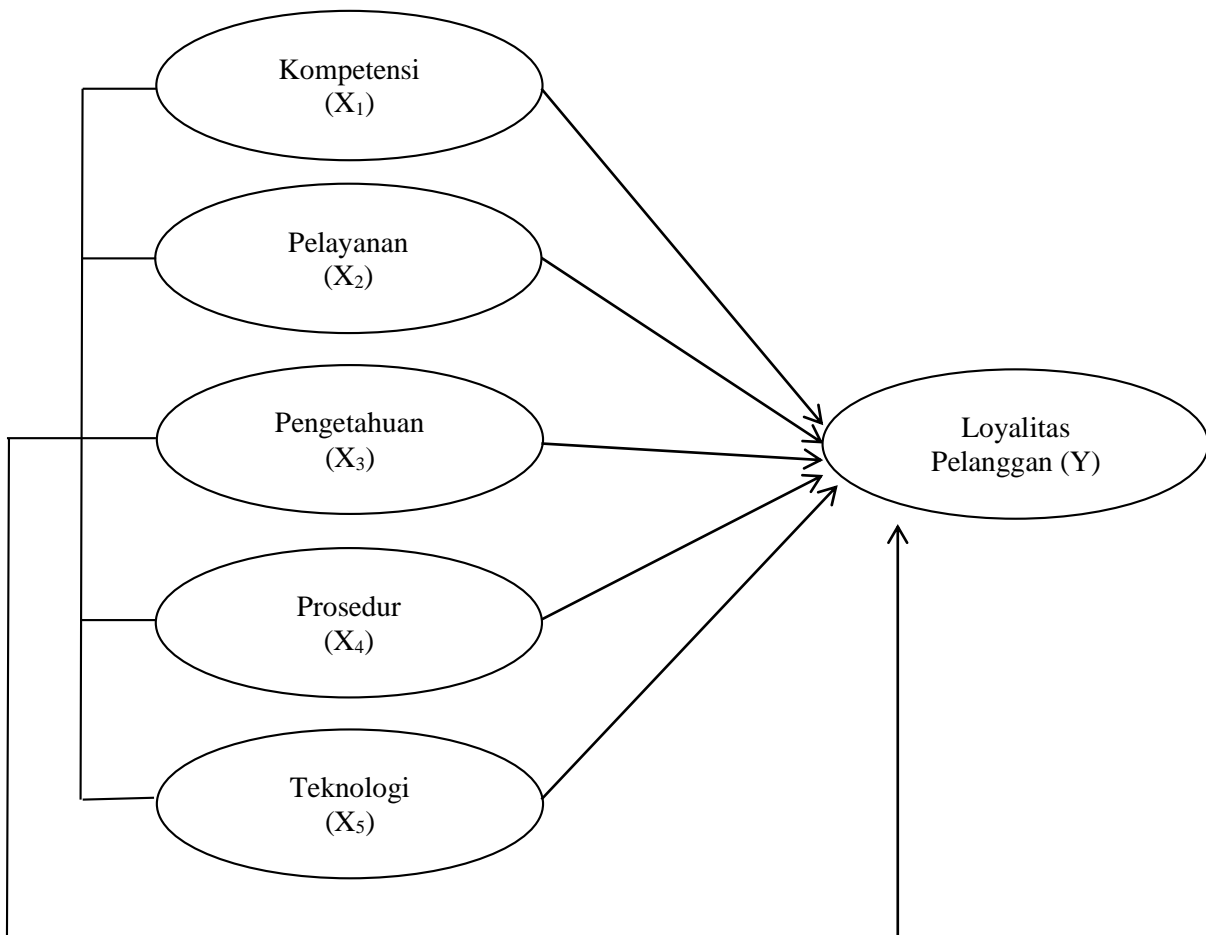 Kompetensi
(X₁)
Pelayanan
(X₂)
Pengetahuan
(X₃)
Prosedur
(X₄)
Teknologi
(X₅)
Loyalitas
Pelanggan (Y)